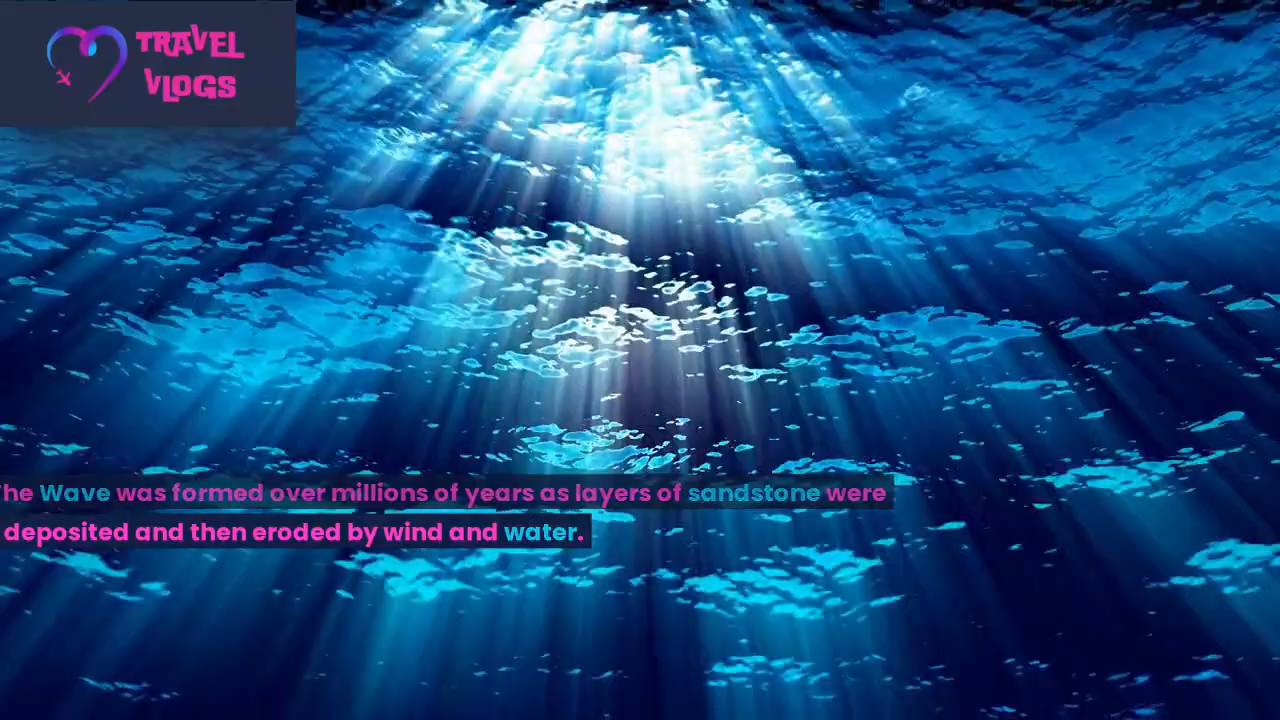 TRAVEL
VLOGS
The Wave was formed over millions of years as layers of sandstone were
deposited and then eroded by wind and water.